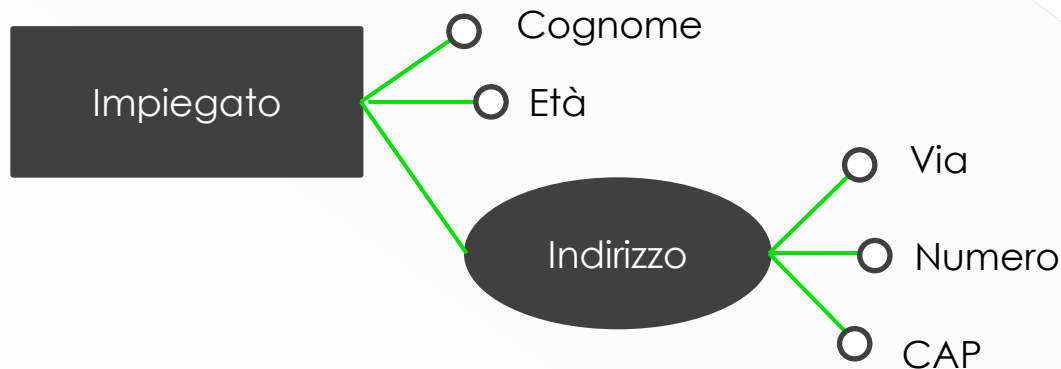 Cognome
Impiegato
Età
Via
Indirizzo
Numero
CAP